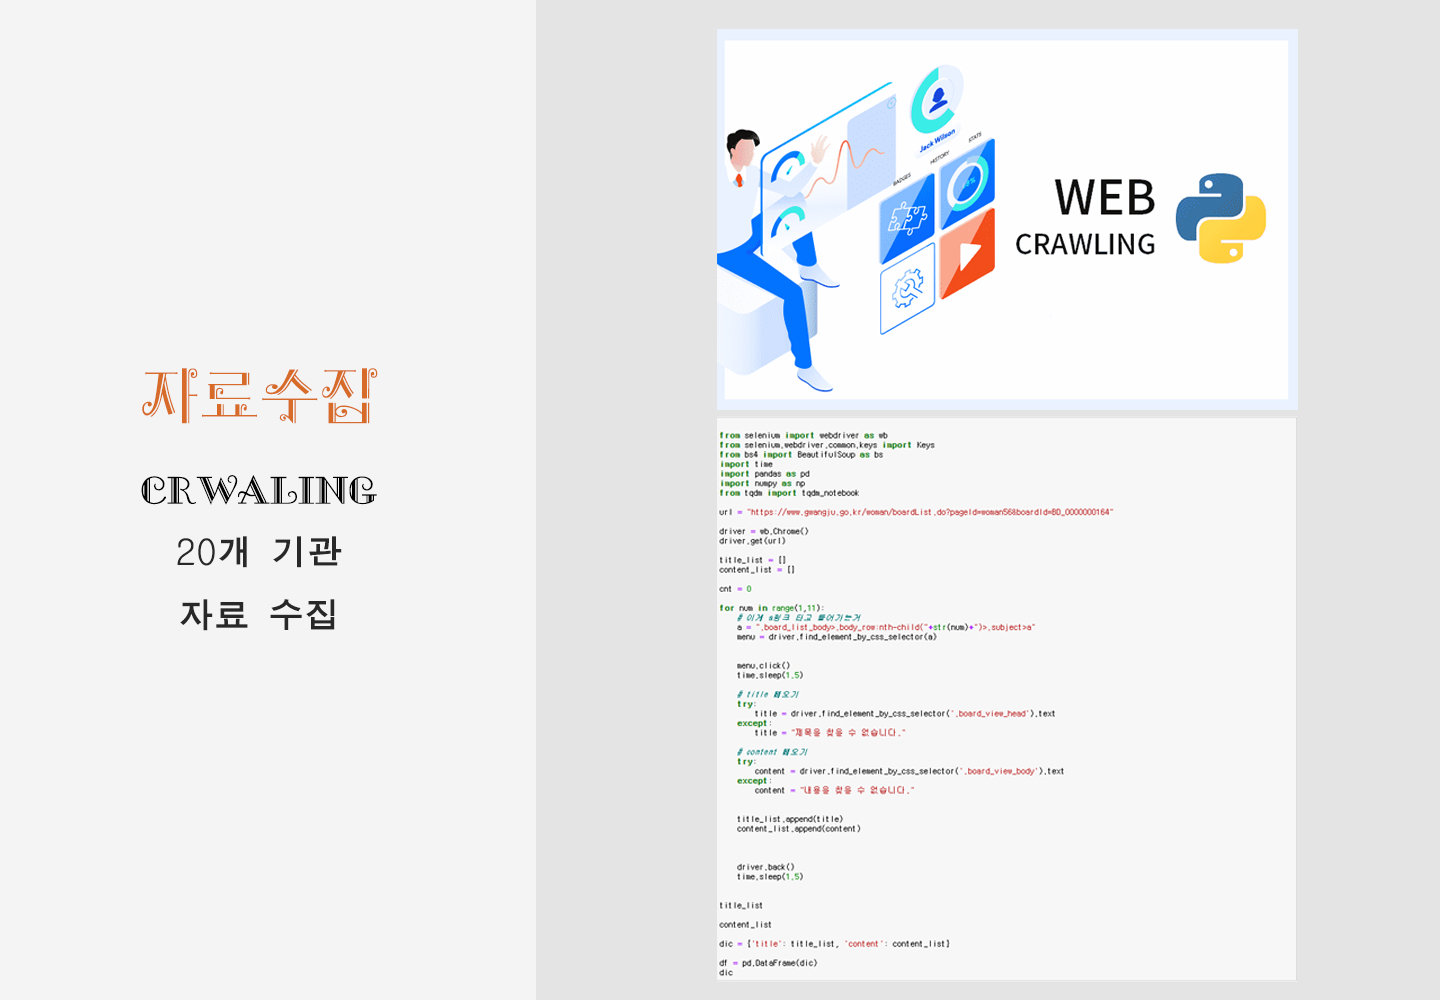 자료수집
CRWALING
20개 기관
자료 수집
Jack Wilson
BADGES
HISTORY
STATS
WEB
CRAWLING
from selenium import webdriver as wb
from selenium.webdriver.common.keys import Keys
from bs4 import BeautifulSoup as bs
import time
import pandas as pd
import numpy as np
from tqdm import tqdm_notebook
url = "https://www.gwangju.go.kr/woman/boardList.do?pageId=woman56&boardId=BD_0000000164"
driver = wb.Chrome()
driver.get(url)
title_list = []
content_list = []
cnt = 0
for num in range(1,11):
# 이게 a링크 타고 들어가는거
a = ".board_list_body>.body_row:nth-child("+str(num)+")>.subject>a"
menu = driver.find_element_by_css_selector(a)
menu.click()
time.sleep(1.5)
# title 빼오기
try:
title = driver.find_element_by_css_selector('.board_view_head').text
except:
title = "제목을 찾을 수 없습니다."
# content 빼오기
try:
content = driver.find_element_by_css_selector('.board_view_body').text
except:
content = "내용을 찾을 수 없습니다."
title_list.append(title)
content_list.append(content)
driver.back()
time.sleep(1.5)
title_list
content_list
dic = {'title': title_list, 'content': content_list}
df = pd.DataFrame(dic)
dic